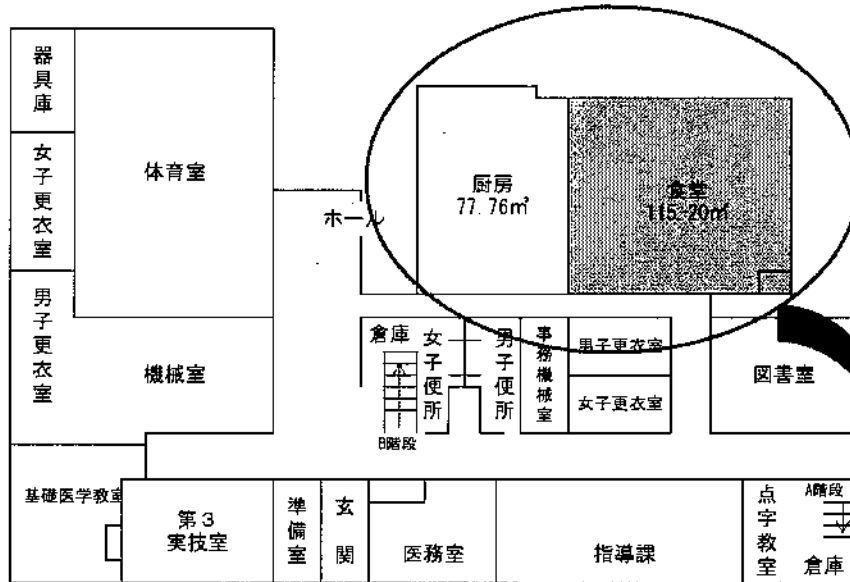 器具庫
体育室
女子更衣室
厨房
77.76㎡
食堂
115.20㎡
ホール
男子更衣室
機械室
倉庫
女子便所
男子便所
事務機械室
男子更衣室
女子更衣室
図書室
B階段
基礎医学教室
第3
実技室
準備室
玄関
医務室
指導課
点字教室
A階段
倉庫